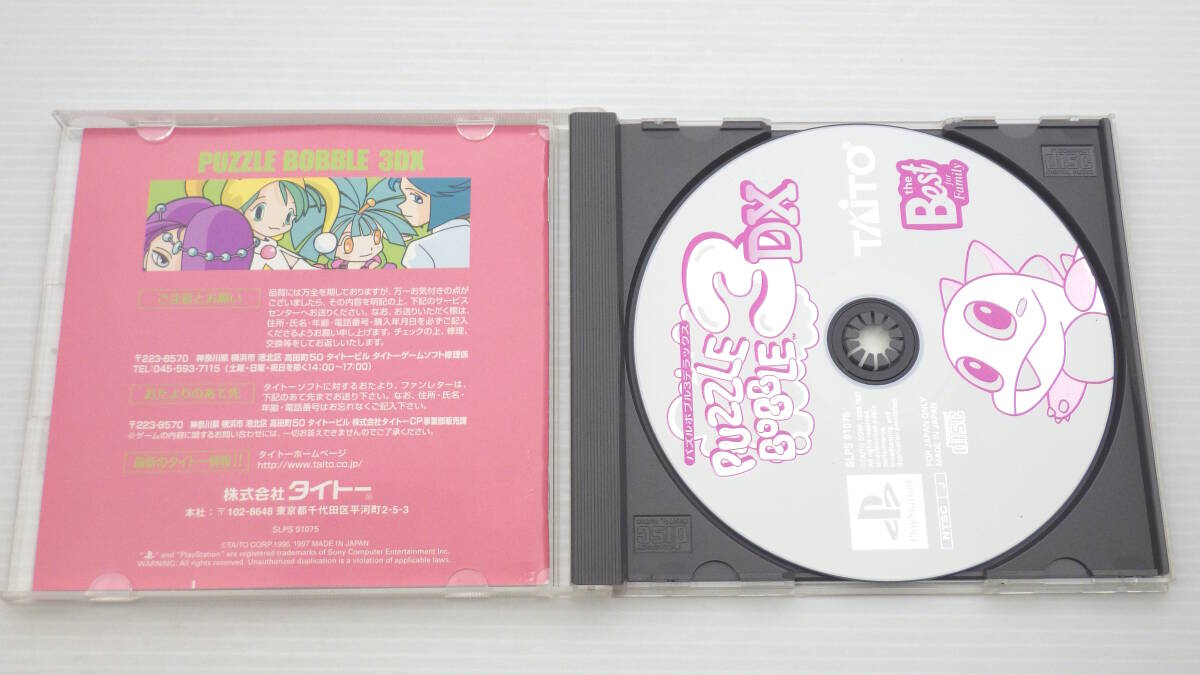 PUZZLE BOBBLE 3DX
ご注意とお願い
品質には万全を期しておりますが、万一お気付きの点が
ございましたら、その内容を明記の上、下記のサービス
センターへお送りください。なお、お送りいただく際は、
住所・氏名・年齢・電話番号・購入年月日を必ずご記入
くださるようお願い申し上げます。チェックの上、修理、
交換等をしてお返しいたします。
〒223-8570 神奈川県 横浜市 港北区 高田町50 タイトービル タイトーゲームソフト修理係
TEL:045-593-7115 (土曜・日曜・祝日を除く14:00〜17:00)
おたよりのあて先
タイトーソフトに対するおたより、ファンレターは、
下記のあて先までお送り下さい。なお、住所・氏名・
年齢・電話番号はお忘れなくご記入下さい。
〒223-8570 神奈川県 横浜市 港北区 高田町50 タイトービル 株式会社タイトーCP事業部販売課
※ゲームの内容に関するお問い合わせには、一切お答えできませんのでご了承ください。
最新のタイトー情報!!
タイトーホームページ
http://www.taito.co.jp/
株式会社 タイトー®
本社：〒102-8648 東京都千代田区平河町2-5-3
SLPS 91075
©TAITO CORP.1996, 1997 MADE IN JAPAN
" " and "PlayStation" are registered trademarks of Sony Computer Entertainment Inc.
WARNING: All rights reserved. Unauthorized duplication is a violation of applicable laws.
the Best for Family
TAITO
パズルボブル3デラックス
PUZZLE BOBBLE 3 DX
™
SLPS 91075
FOR JAPAN ONLY
MADE IN JAPAN
PlayStation
NTSC J
disc
disc
disc